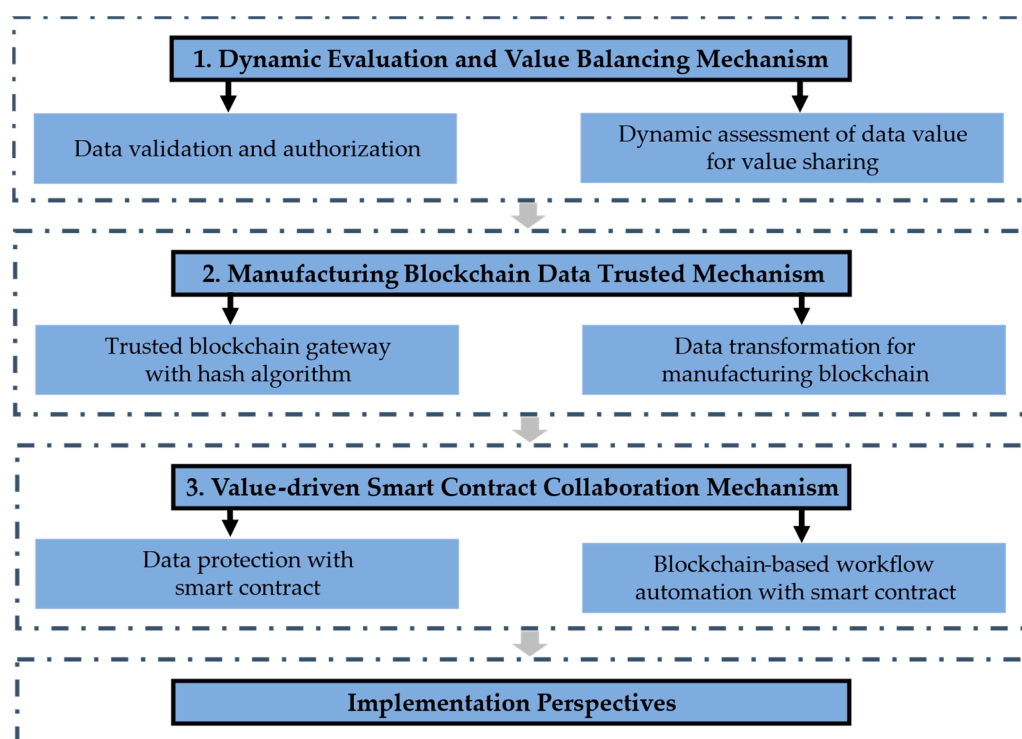 1. Dynamic Evaluation and Value Balancing Mechanism
Data validation and authorization
Dynamic assessment of data value
for value sharing
2. Manufacturing Blockchain Data Trusted Mechanism
Trusted blockchain gateway
with hash algorithm
Data transformation for
manufacturing blockchain
3. Value-driven Smart Contract Collaboration Mechanism
Data protection with
smart contract
Blockchain-based workflow
automation with smart contract
Implementation Perspectives